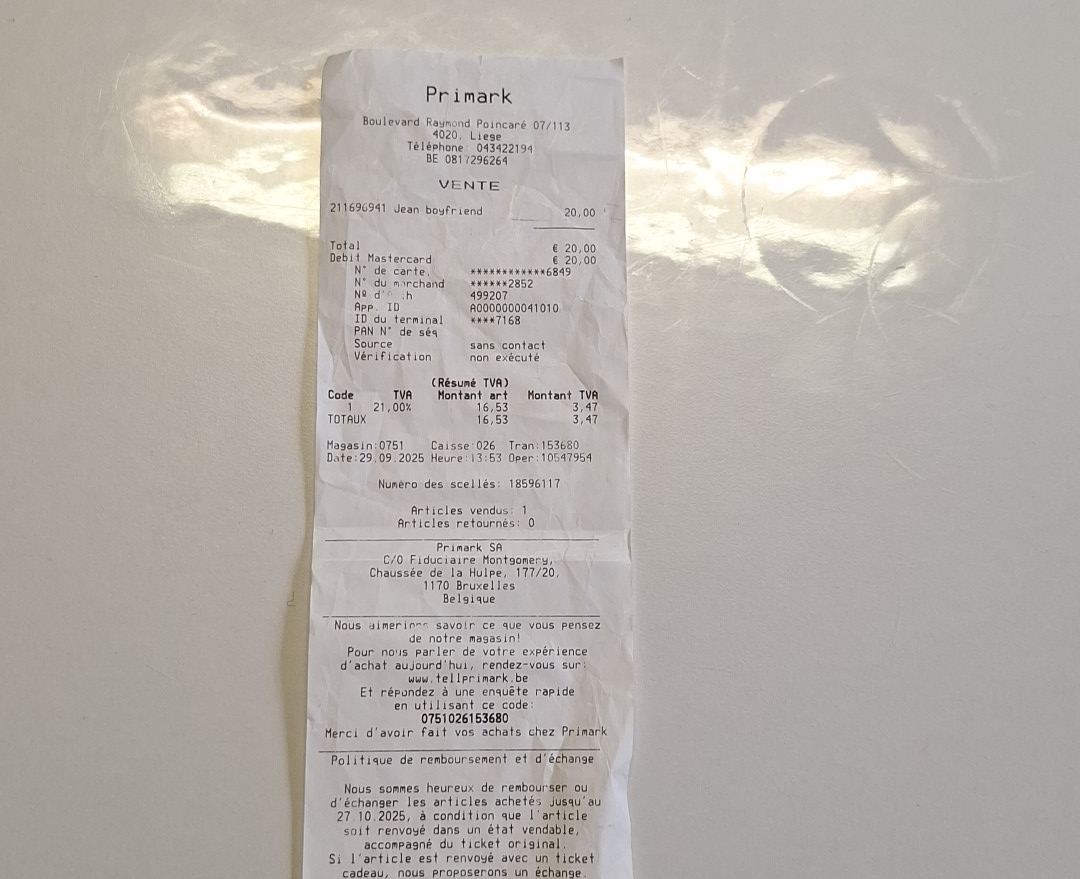 Primark
Boulevard Raymond Poincaré 07/113
4020, Liege
Téléphone: 043422194
BE 0817296264
VENTE
211696941 Jean boyfriend 20,00
Total € 20,00
Debit Mastercard € 20,00
N° de carte. ************6849
N° du marchand ******2852
Nº 499207
App. ID A0000000041010
ID du terminal ****7168
PAN N° de séq
Source sans contact
Vérification non exécuté
(Résumé TVA)
Code TVA Montant art Montant TVA
1 21,00% 16,53 3,47
TOTAUX 16,53 3,47
Magasin:0751 Caisse:026 Tran:153680
Date:29.09.2025 Heure:13:53 Oper:10547954
Numéro des scellés: 18596117
Articles vendus: 1
Articles retournés: 0
Primark SA
C/O Fiduciaire Montgomery,
Chaussée de la Hulpe, 177/20,
1170 Bruxelles
Belgique
Nous aimerions savoir ce que vous pensez
de notre magasin!
Pour nous parler de votre expérience
d'achat aujourd'hui, rendez-vous sur:
www.tellprimark.be
Et répondez à une enquête rapide
en utilisant ce code:
0751026153680
Merci d'avoir fait vos achats chez Primark
Politique de remboursement et d'échange
Nous sommes heureux de rembourser ou
d'échanger les articles achetés jusqu'au
27.10.2025, à condition que l'article
soit renvoyé dans un état vendable,
accompagné du ticket original.
Si l'article est renvoyé avec un ticket
cadeau, nous proposerons un échange.